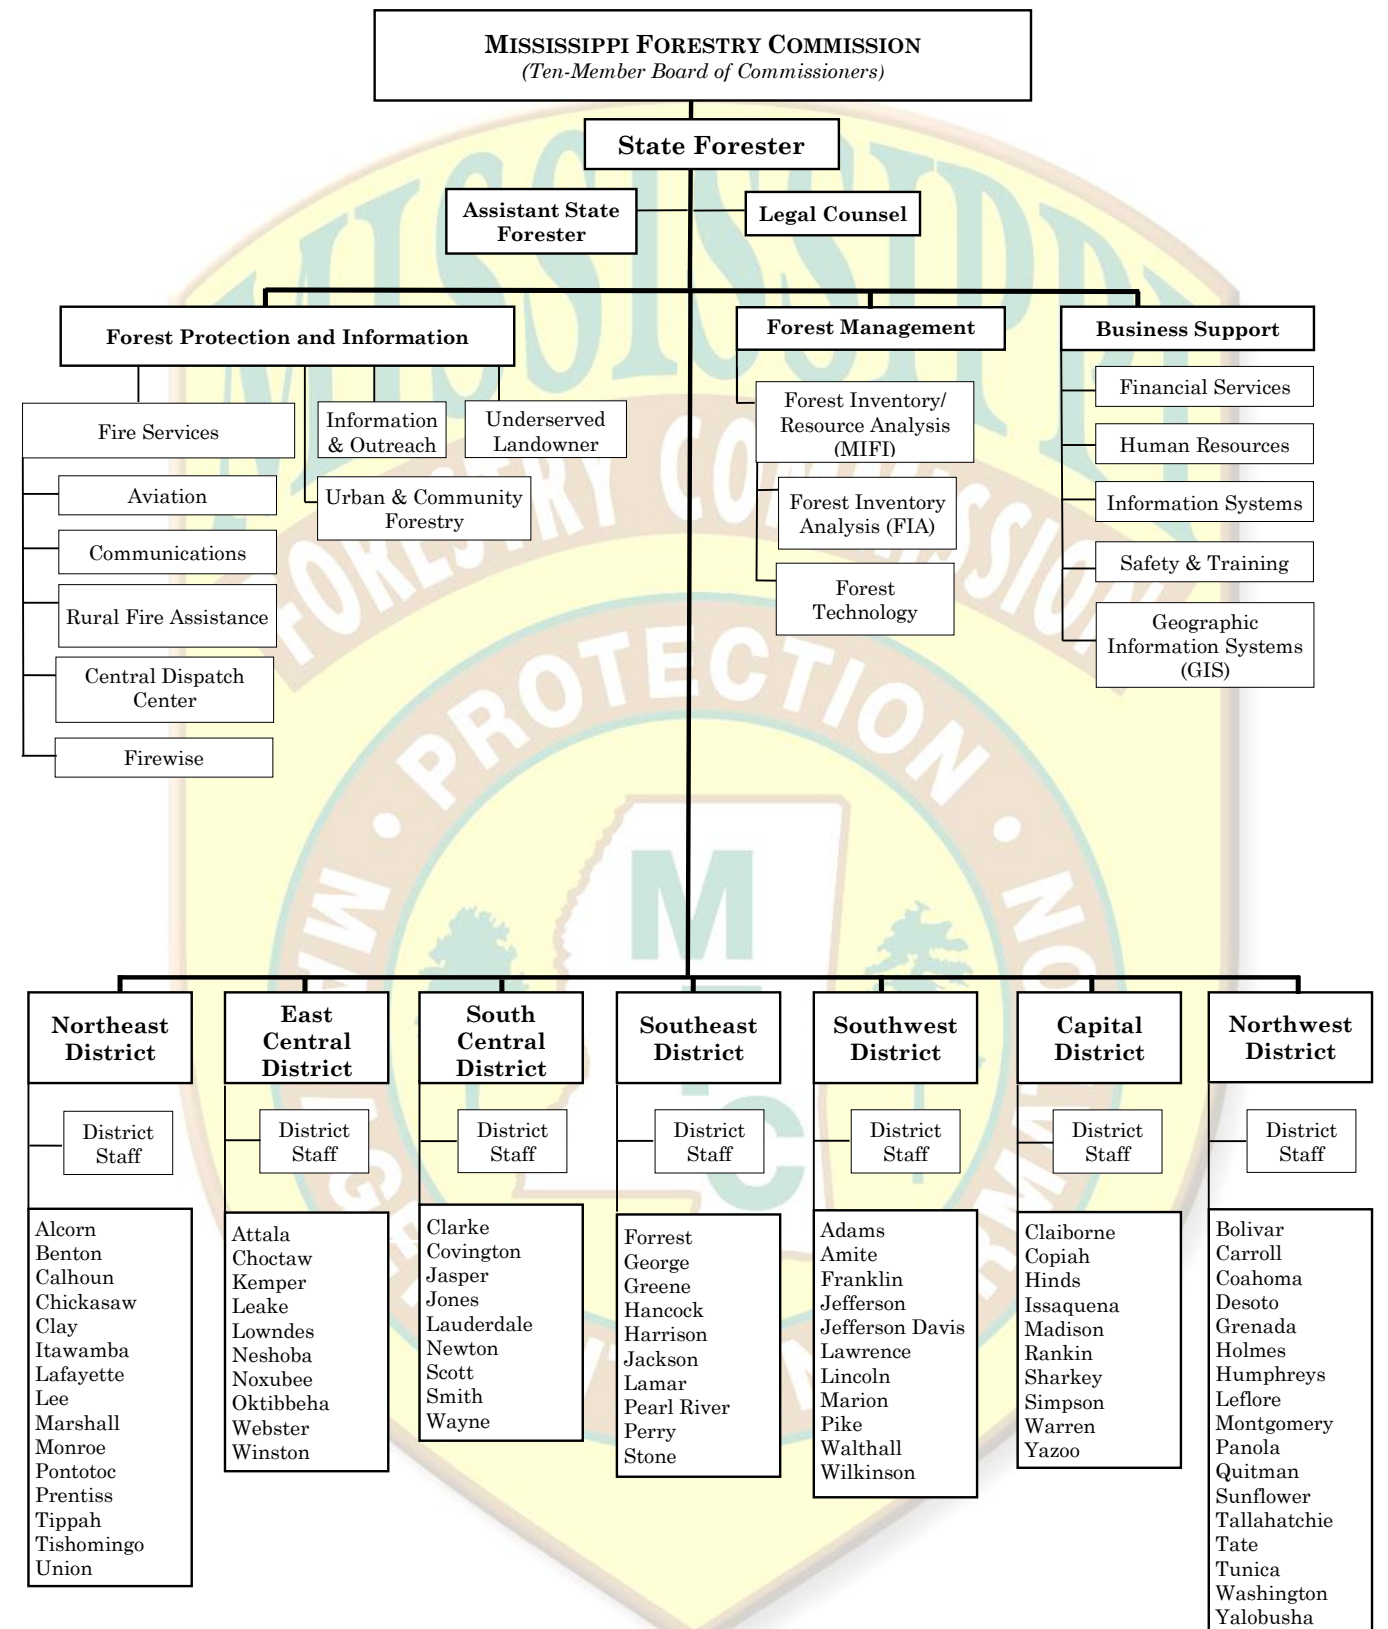 MISSISSIPPI FORESTRY COMMISSION
(Ten-Member Board of Commissioners)
State Forester
Assistant State
Forester
Legal Counsel
Forest Protection and Information
Forest Management
Business Support
Fire Services
Information
& Outreach
Underserved
Landowner
Urban & Community
Forestry
Aviation
Communications
Rural Fire Assistance
Central Dispatch
Center
Firewise
Forest Inventory/
Resource Analysis
(MIFI)
Forest Inventory
Analysis (FIA)
Forest
Technology
Financial Services
Human Resources
Information Systems
Safety & Training
Geographic
Information Systems
(GIS)
Northeast
District
District
Staff
Alcorn
Benton
Calhoun
Chickasaw
Clay
Itawamba
Lafayette
Lee
Marshall
Monroe
Pontotoc
Prentiss
Tippah
Tishomingo
Union
East
Central
District
District
Staff
Attala
Choctaw
Kemper
Leake
Lowndes
Neshoba
Noxubee
Oktibbeha
Webster
Winston
South
Central
District
District
Staff
Clarke
Covington
Jasper
Jones
Lauderdale
Newton
Scott
Smith
Wayne
Southeast
District
District
Staff
Forrest
George
Greene
Hancock
Harrison
Jackson
Lamar
Pearl River
Perry
Stone
Southwest
District
District
Staff
Adams
Amite
Franklin
Jefferson
Jefferson Davis
Lawrence
Lincoln
Marion
Pike
Walthall
Wilkinson
Capital
District
District
Staff
Claiborne
Copiah
Hinds
Issaquena
Madison
Rankin
Sharkey
Simpson
Warren
Yazoo
Northwest
District
District
Staff
Bolivar
Carroll
Coahoma
Desoto
Grenada
Holmes
Humphreys
Leflore
Montgomery
Panola
Quitman
Sunflower
Tallahatchie
Tate
Tunica
Washington
Yalobusha
MISSISSIPPI
FORESTRY COMMISSION
PROTECTION